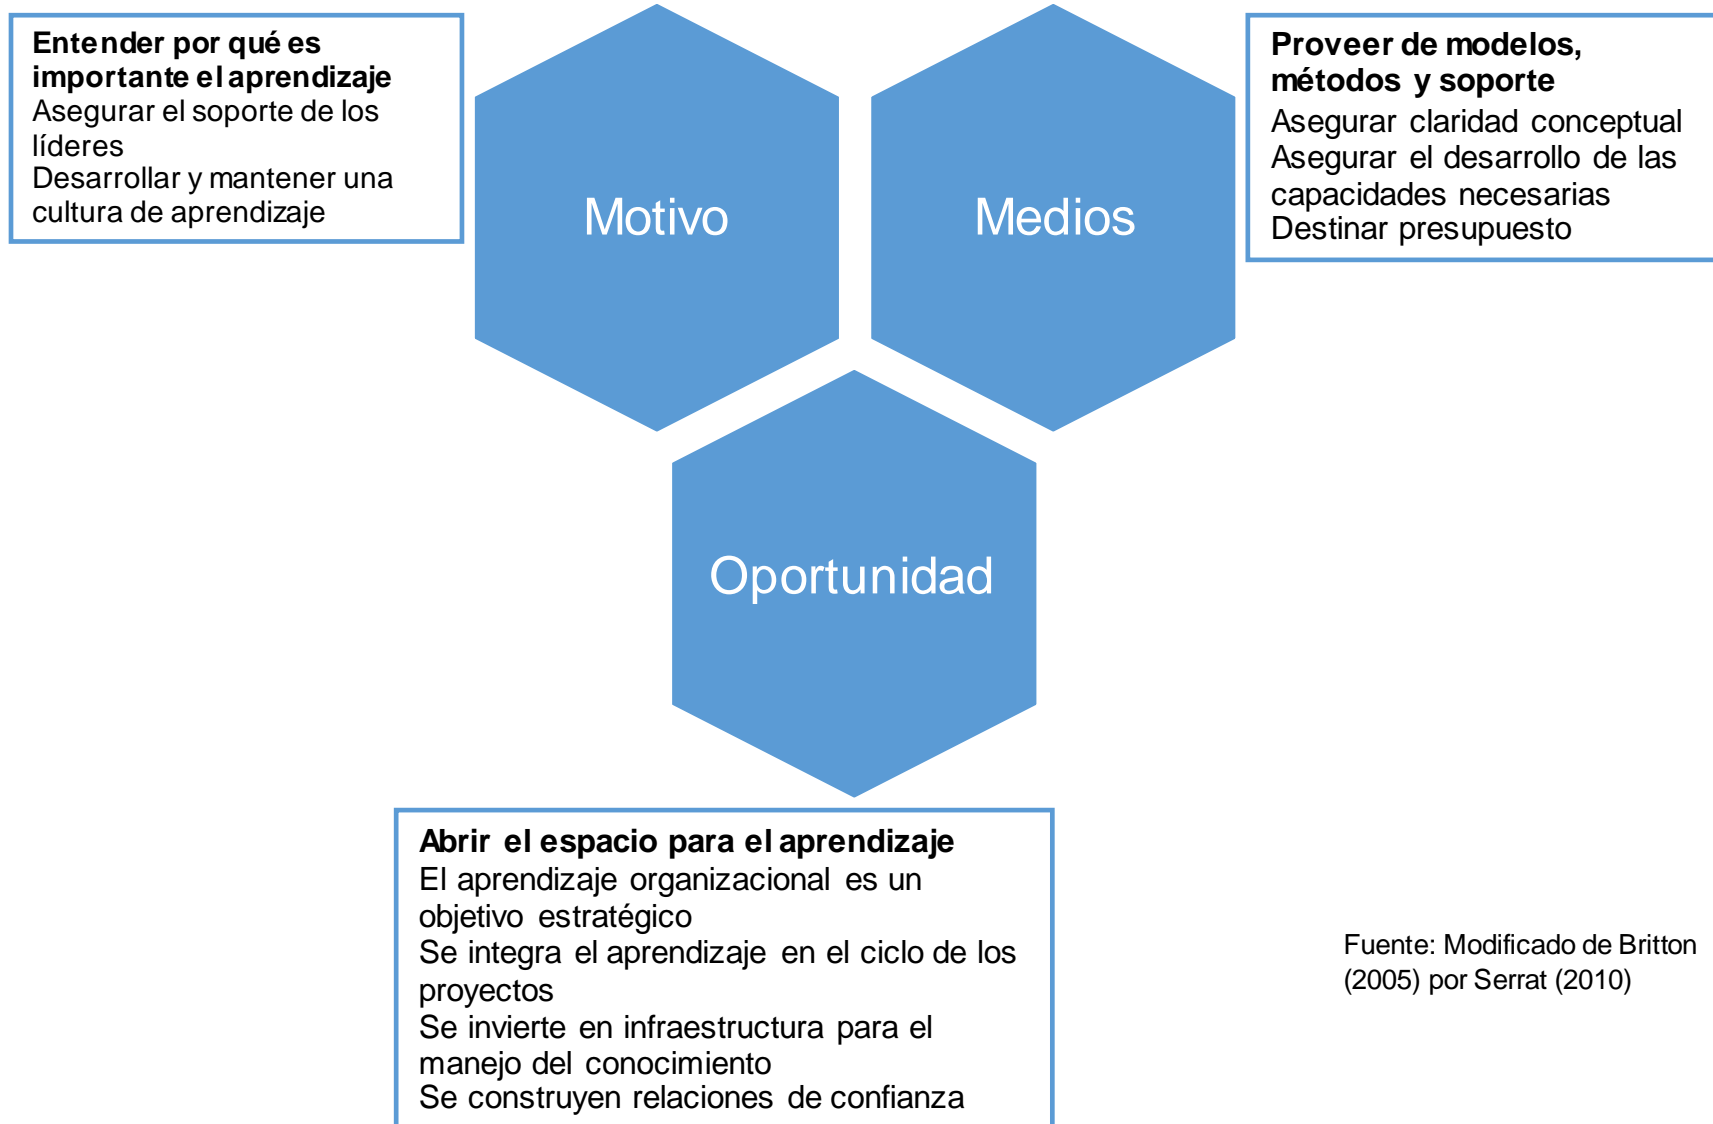 Entender por qué es
importante el aprendizaje
Asegurar el soporte de los
líderes
Desarrollar y mantener una
cultura de aprendizaje
Motivo
Medios
Proveer de modelos,
métodos y soporte
Asegurar claridad conceptual
Asegurar el desarrollo de las
capacidades necesarias
Destinar presupuesto
Oportunidad
Abrir el espacio para el aprendizaje
El aprendizaje organizacional es un
objetivo estratégico
Se integra el aprendizaje en el ciclo de los
proyectos
Se invierte en infraestructura para el
manejo del conocimiento
Se construyen relaciones de confianza
Fuente: Modificado de Britton
(2005) por Serrat (2010)